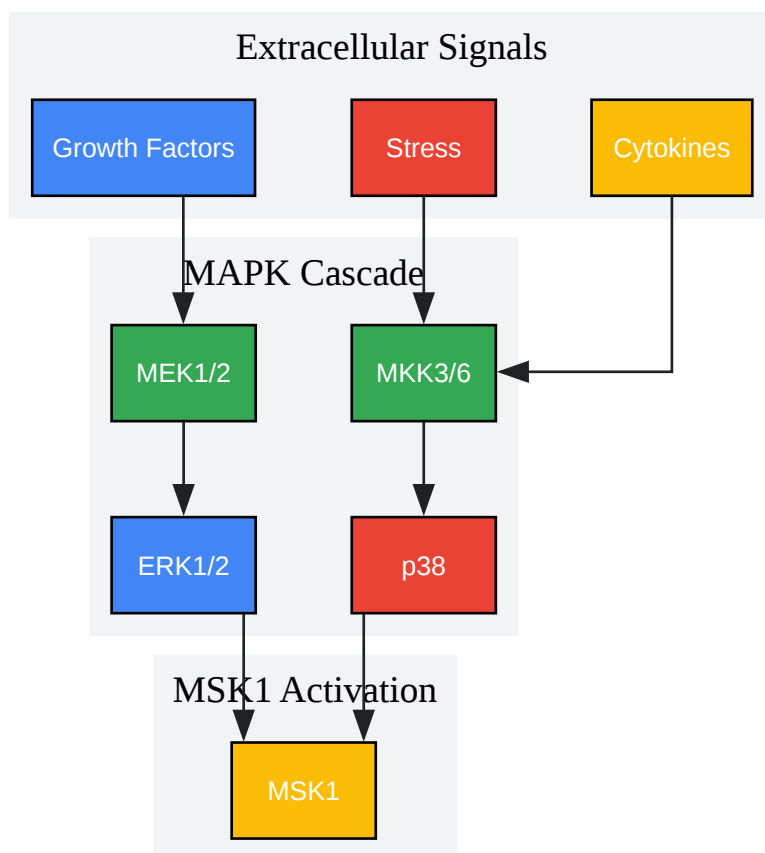 Extracellular Signals
Growth Factors
Stress
Cytokines
MAPK Cascade
MEK1/2
MKK3/6
ERK1/2
p38
MSK1 Activation
MSK1